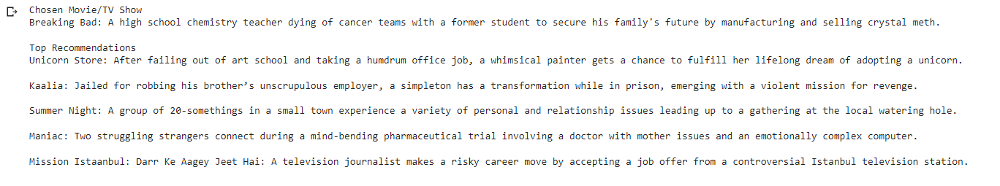 Chosen Movie/TV Show
Breaking Bad: A high school chemistry teacher dying of cancer teams with a former student to secure his family's future by manufacturing and selling crystal meth.
Top Recommendations
Unicorn Store: After failing out of art school and taking a humdrum office job, a whimsical painter gets a chance to fulfill her lifelong dream of adopting a unicorn.
Kaalia: Jailed for robbing his brother’s unscrupulous employer, a simpleton has a transformation while in prison, emerging with a violent mission for revenge.
Summer Night: A group of 20-somethings in a small town experience a variety of personal and relationship issues leading up to a gathering at the local watering hole.
Maniac: Two struggling strangers connect during a mind-bending pharmaceutical trial involving a doctor with mother issues and an emotionally complex computer.
Mission Istaanbul: Darr Ke Aagey Jeet Hai: A television journalist makes a risky career move by accepting a job offer from a controversial Istanbul television station.